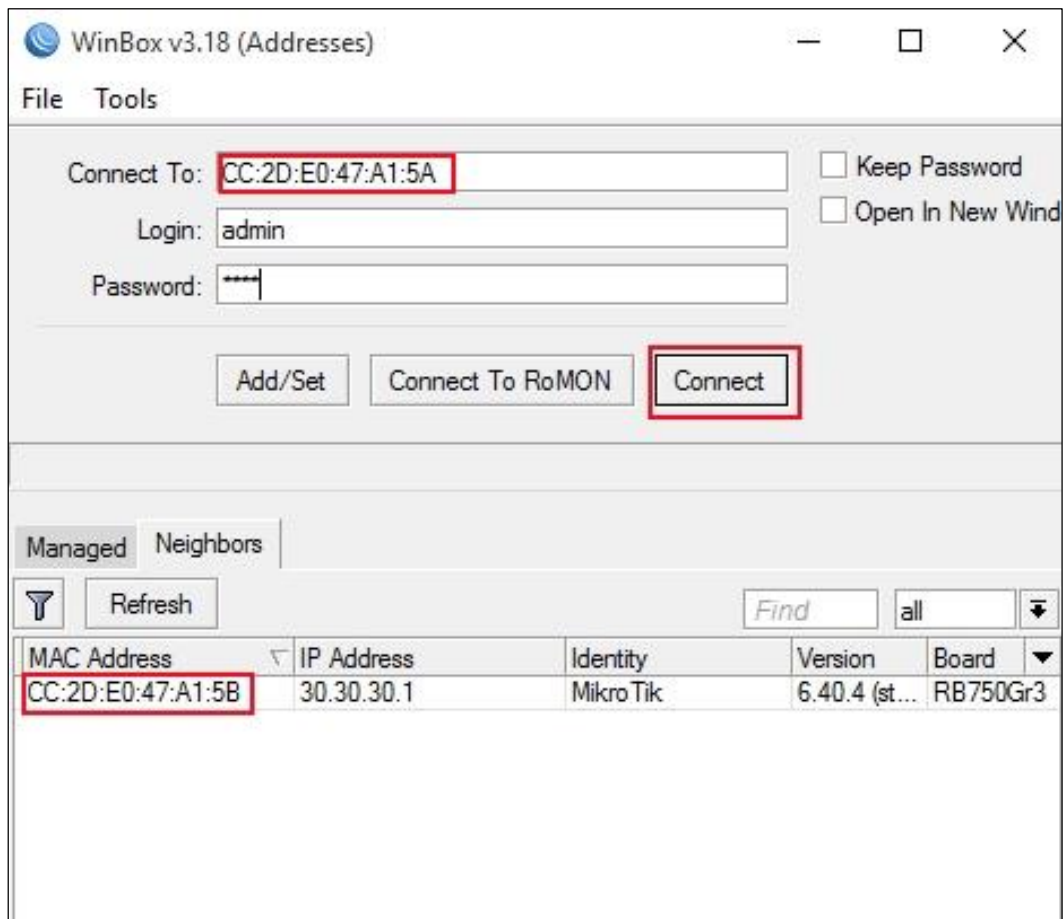 WinBox v3.18 (Addresses)
File Tools
Connect To: CC:2D:E0:47:A1:5A
Keep Password
Open In New Wind
Login: admin
Password: ****
Add/Set Connect To RoMON Connect
Managed Neighbors
Refresh Find all
MAC Address IP Address Identity Version Board
CC:2D:E0:47:A1:5B 30.30.30.1 MikroTik 6.40.4 (st... RB750Gr3